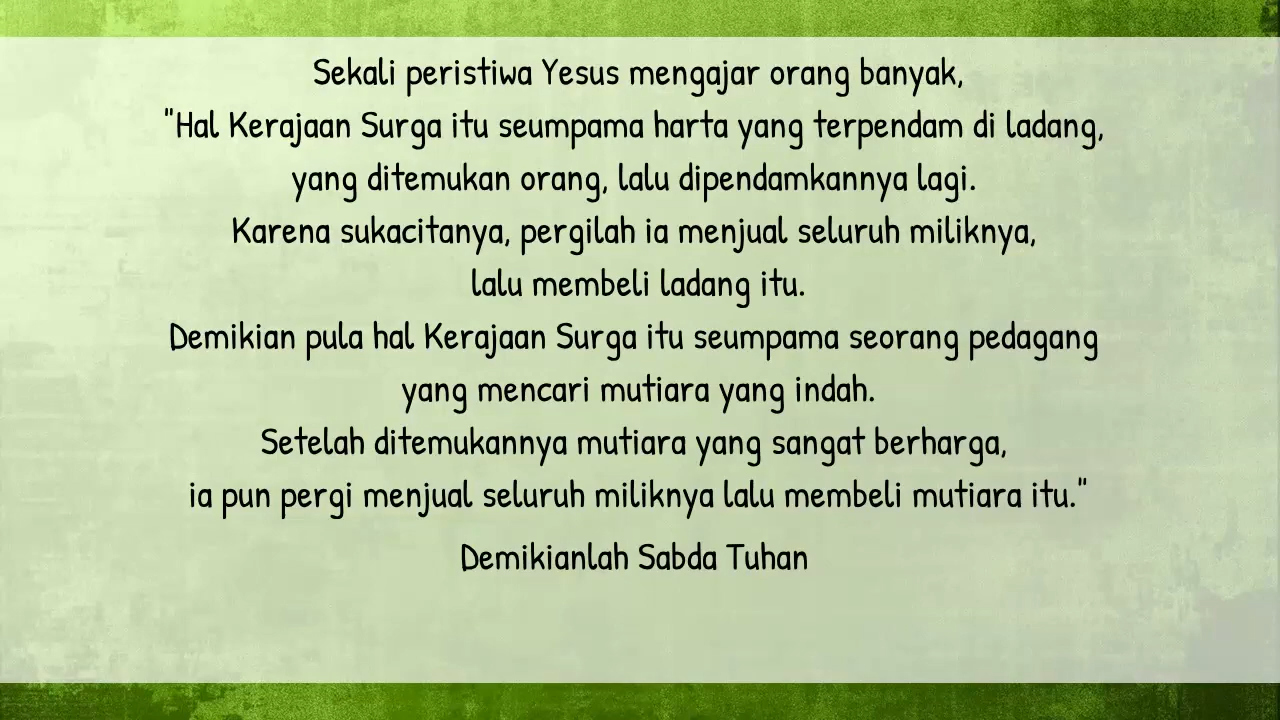 Sekali peristiwa Yesus mengajar orang banyak,
"Hal Kerajaan Surga itu seumpama harta yang terpendam di ladang,
yang ditemukan orang, lalu dipendamkannya lagi.
Karena sukacitanya, pergilah ia menjual seluruh miliknya,
lalu membeli ladang itu.
Demikian pula hal Kerajaan Surga itu seumpama seorang pedagang
yang mencari mutiara yang indah.
Setelah ditemukannya mutiara yang sangat berharga,
ia pun pergi menjual seluruh miliknya lalu membeli mutiara itu."
Demikianlah Sabda Tuhan